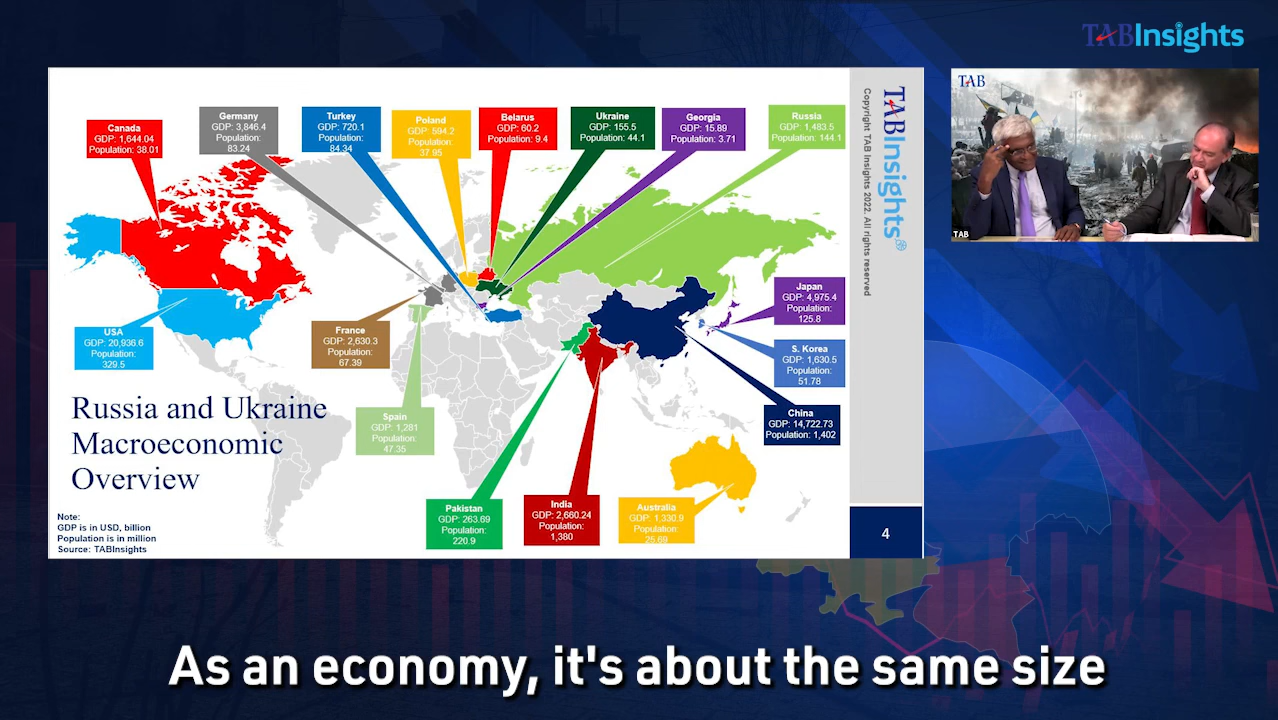 TABInsights
TAB
TAB
Canada
GDP: 1,644.04
Population: 38.01
Germany
GDP: 3,846.4
Population:
83.24
Turkey
GDP: 720.1
Population:
84.34
Poland
GDP: 594.2
Population:
37.95
Belarus
GDP: 60.2
Population: 9.4
Ukraine
GDP: 155.5
Population: 44.1
Georgia
GDP: 15.89
Population: 3.71
Russia
GDP: 1,483.5
Population: 144.1
USA
GDP: 20,936.6
Population:
329.5
France
GDP: 2,630.3
Population:
67.39
Japan
GDP: 4,975.4
Population:
125.8
S. Korea
GDP: 1,630.5
Population:
51.78
Spain
GDP: 1,281
Population:
47.35
China
GDP: 14,722.73
Population: 1,402
Pakistan
GDP: 263.69
Population:
220.9
India
GDP: 2,660.24
Population:
1,380
Australia
GDP: 1,330.9
Population:
25.69
Russia and Ukraine
Macroeconomic
Overview
Note:
GDP is in USD, billion
Population is in million
Source: TABInsights
TABInsights
Copyright TAB Insights 2022. All rights reserved
4
As an economy, it's about the same size